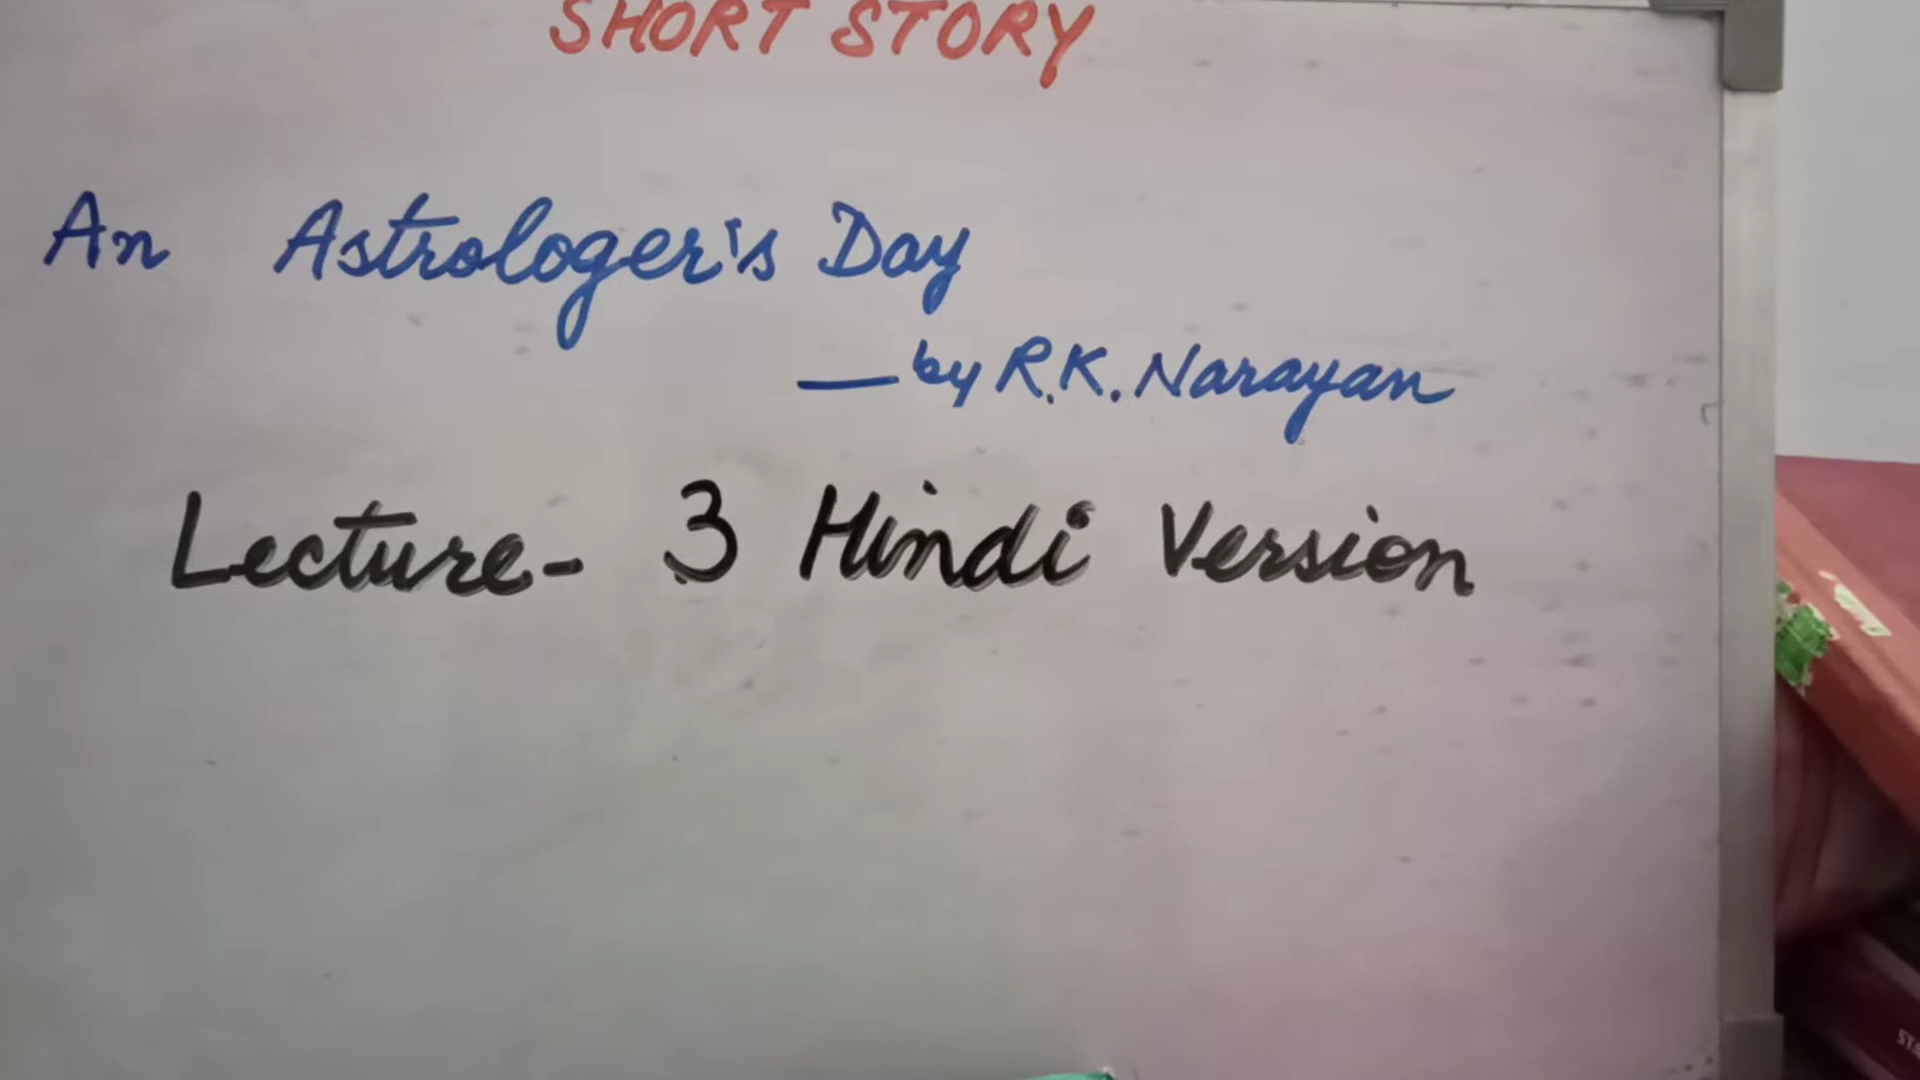 SHORT STORY
An Astrologer's Day
— by R.K. Narayan
Lecture- 3 Hindi Version